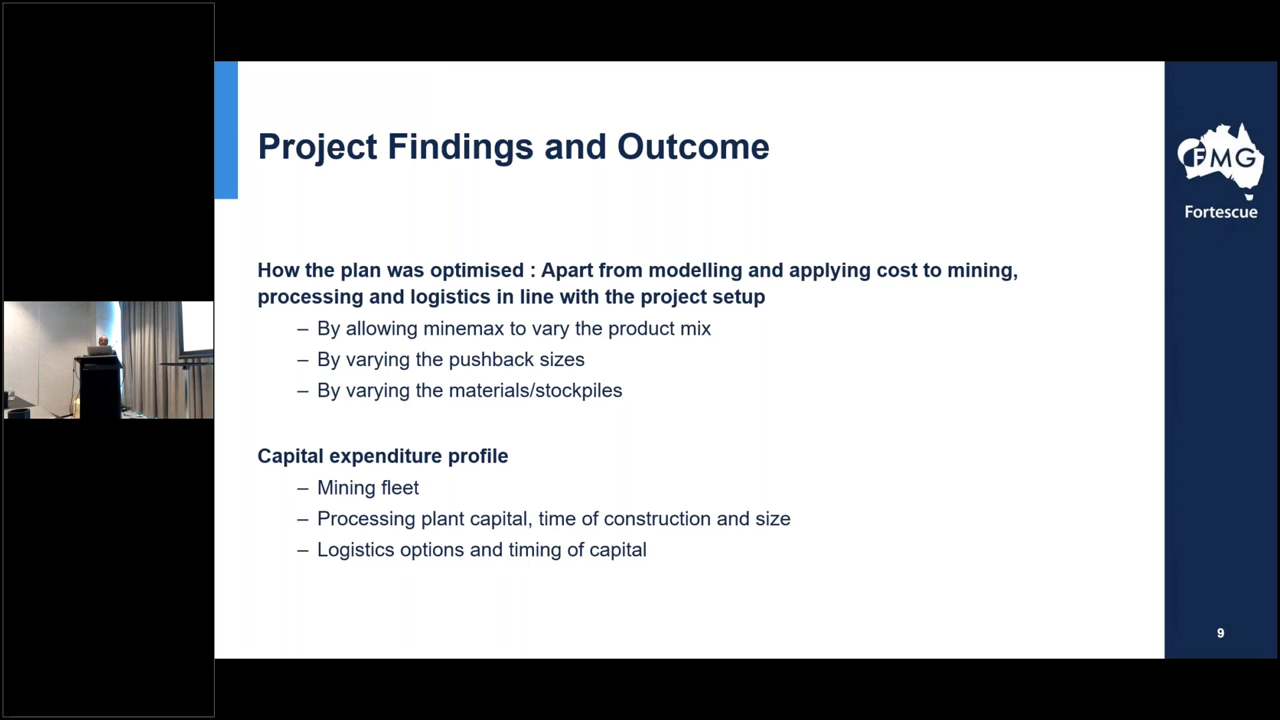 Project Findings and Outcome
How the plan was optimised : Apart from modelling and applying cost to mining,
processing and logistics in line with the project setup
– By allowing minemax to vary the product mix
– By varying the pushback sizes
– By varying the materials/stockpiles
Capital expenditure profile
– Mining fleet
– Processing plant capital, time of construction and size
– Logistics options and timing of capital
FMG
Fortescue
9